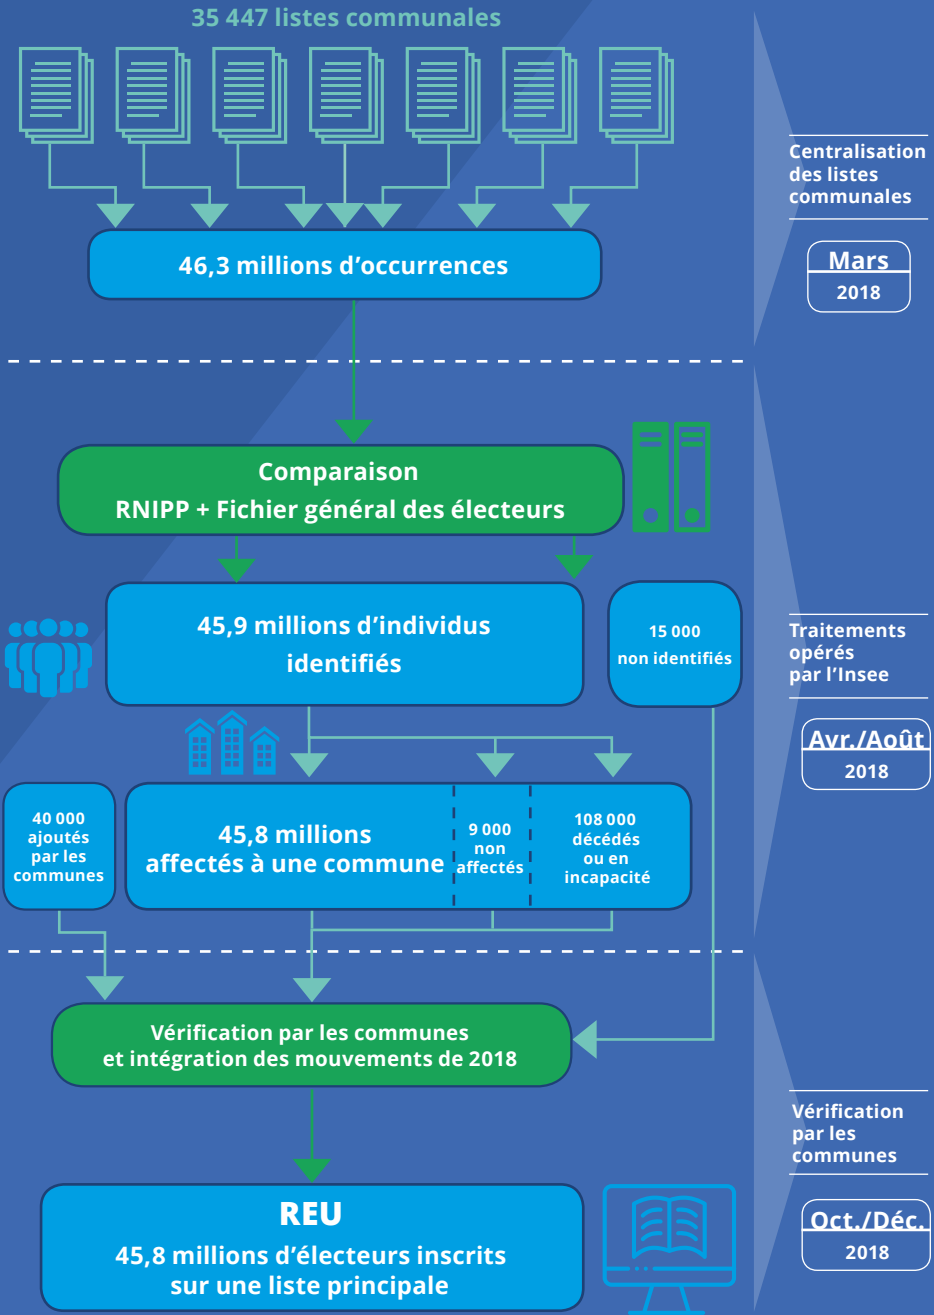 35 447 listes communales
46,3 millions d'occurrences
Centralisation
des listes
communales
Mars
2018
Comparaison
RNIPP + Fichier général des électeurs
45,9 millions d'individus
identifiés
15 000
non identifiés
Traitements
opérés
par l'Insee
Avr./Août
2018
40 000
ajoutés
par les
communes
45,8 millions
affectés à une commune
9 000
non
affectés
108 000
décédés
ou en
incapacité
Vérification par les communes
et intégration des mouvements de 2018
Vérification
par les
communes
Oct./Déc.
2018
REU
45,8 millions d'électeurs inscrits
sur une liste principale